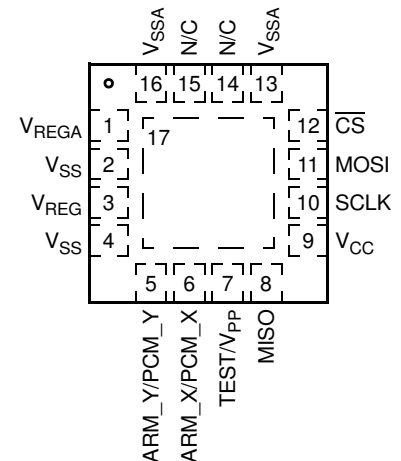 VSSA
N/C
N/C
VSSA
16 15 14 13
VREGA 1 17 12 C̅S̅
VSS 2 11 MOSI
VREG 3 10 SCLK
VSS 4 9 VCC
5 6 7 8
ARM_Y/PCM_Y
ARM_X/PCM_X
TEST/VPP
MISO